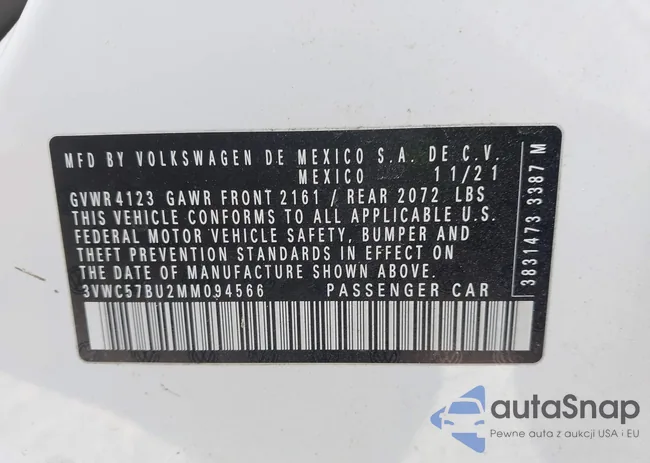 MFD BY VOLKSWAGEN DE MEXICO S.A. DE C.V.
MEXICO 11/21
GVWR 4123 GAWR FRONT 2161 / REAR 2072 LBS
THIS VEHICLE CONFORMS TO ALL APPLICABLE U.S.
FEDERAL MOTOR VEHICLE SAFETY, BUMPER AND
THEFT PREVENTION STANDARDS IN EFFECT ON
THE DATE OF MANUFACTURE SHOWN ABOVE.
3VWC57BU2MM094566 PASSENGER CAR
3831473 3387 M
autaSnap
Pewne auta z aukcji USA i EU